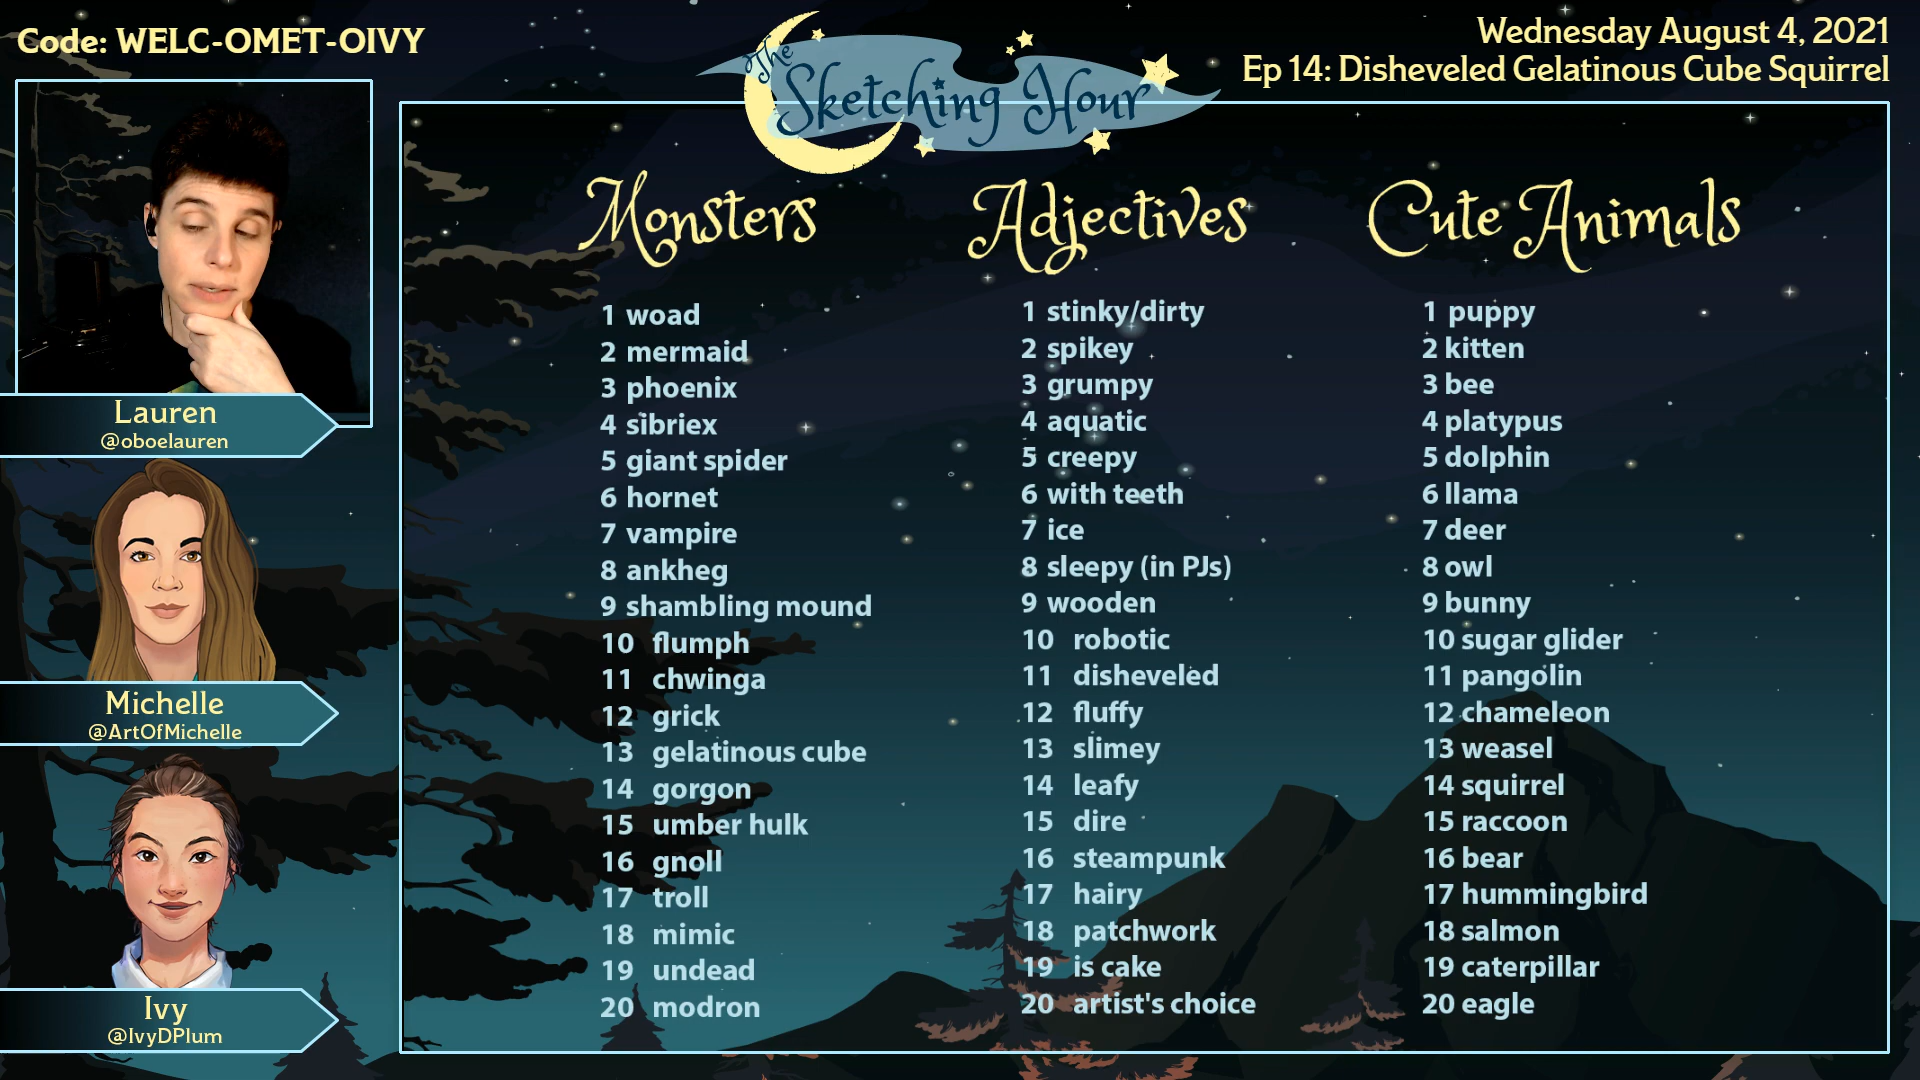 Code: WELC-OMET-OIVY
The
Sketching Hour
Wednesday August 4, 2021
Ep 14: Disheveled Gelatinous Cube Squirrel
Lauren
@oboelauren
Michelle
@ArtOfMichelle
Ivy
@IvyDPlum
Monsters
1 woad
2 mermaid
3 phoenix
4 sibriex
5 giant spider
6 hornet
7 vampire
8 ankheg
9 shambling mound
10 flumph
11 chwinga
12 grick
13 gelatinous cube
14 gorgon
15 umber hulk
16 gnoll
17 troll
18 mimic
19 undead
20 modron
Adjectives
1 stinky/dirty
2 spikey
3 grumpy
4 aquatic
5 creepy
6 with teeth
7 ice
8 sleepy (in PJs)
9 wooden
10 robotic
11 disheveled
12 fluffy
13 slimey
14 leafy
15 dire
16 steampunk
17 hairy
18 patchwork
19 is cake
20 artist's choice
Cute Animals
1 puppy
2 kitten
3 bee
4 platypus
5 dolphin
6 llama
7 deer
8 owl
9 bunny
10 sugar glider
11 pangolin
12 chameleon
13 weasel
14 squirrel
15 raccoon
16 bear
17 hummingbird
18 salmon
19 caterpillar
20 eagle